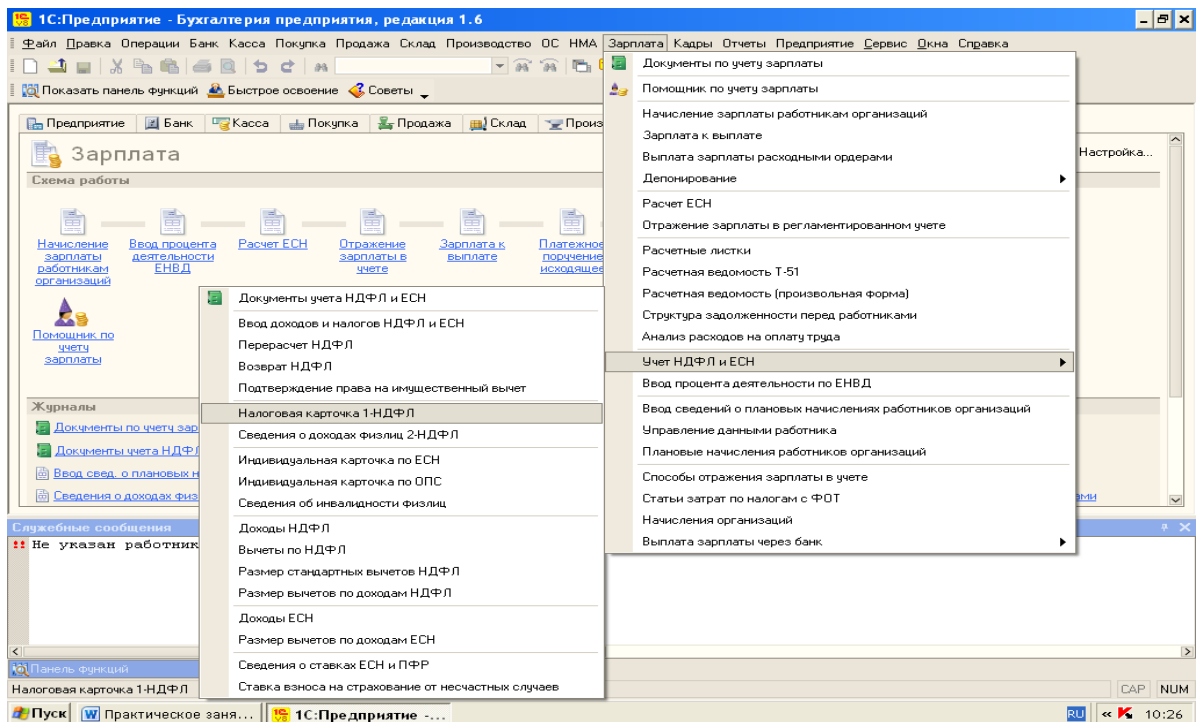 1С:Предприятие - Бухгалтерия предприятия, редакция 1.6
Файл Правка Операции Банк Касса Покупка Продажа Склад Производство ОС НМА Зарплата Кадры Отчеты Предприятие Сервис Окна Справка
Показать панель функций Быстрое освоение Советы
Предприятие Банк Касса Покупка Продажа Склад Произв
Зарплата
Настройка...
Схема работы
Начисление зарплаты работникам организаций
Ввод процента деятельности ЕНВД
Расчет ЕСН
Отражение зарплаты в учете
Зарплата к выплате
Платежное поручение исходящее
Помощник по учету зарплаты
Журналы
Документы по учету зар
Документы учета НДФЛ
Ввод свед. о плановых н
Сведения о доходах физ
ами
Документы по учету зарплаты
Помощник по учету зарплаты
Начисление зарплаты работникам организаций
Зарплата к выплате
Выплата зарплаты расходными ордерами
Депонирование
Расчет ЕСН
Отражение зарплаты в регламентированном учете
Расчетные листки
Расчетная ведомость Т-51
Расчетная ведомость (произвольная форма)
Структура задолженности перед работниками
Анализ расходов на оплату труда
Учет НДФЛ и ЕСН
Ввод процента деятельности по ЕНВД
Ввод сведений о плановых начислениях работников организаций
Управление данными работника
Плановые начисления работников организаций
Способы отражения зарплаты в учете
Статьи затрат по налогам с ФОТ
Начисления организаций
Выплата зарплаты через банк
Документы учета НДФЛ и ЕСН
Ввод доходов и налогов НДФЛ и ЕСН
Перерасчет НДФЛ
Возврат НДФЛ
Подтверждение права на имущественный вычет
Налоговая карточка 1-НДФЛ
Сведения о доходах физлиц 2-НДФЛ
Индивидуальная карточка по ЕСН
Индивидуальная карточка по ОПС
Сведения об инвалидности физлиц
Доходы НДФЛ
Вычеты по НДФЛ
Размер стандартных вычетов НДФЛ
Размер вычетов по доходам НДФЛ
Доходы ЕСН
Размер вычетов по доходам ЕСН
Сведения о ставках ЕСН и ПФР
Ставка взноса на страхование от несчастных случаев
Служебные сообщения
Не указан работник
Панель функций
Налоговая карточка 1-НДФЛ
CAP NUM
Пуск Практическое заня... 1С:Предприятие -... RU « 10:26